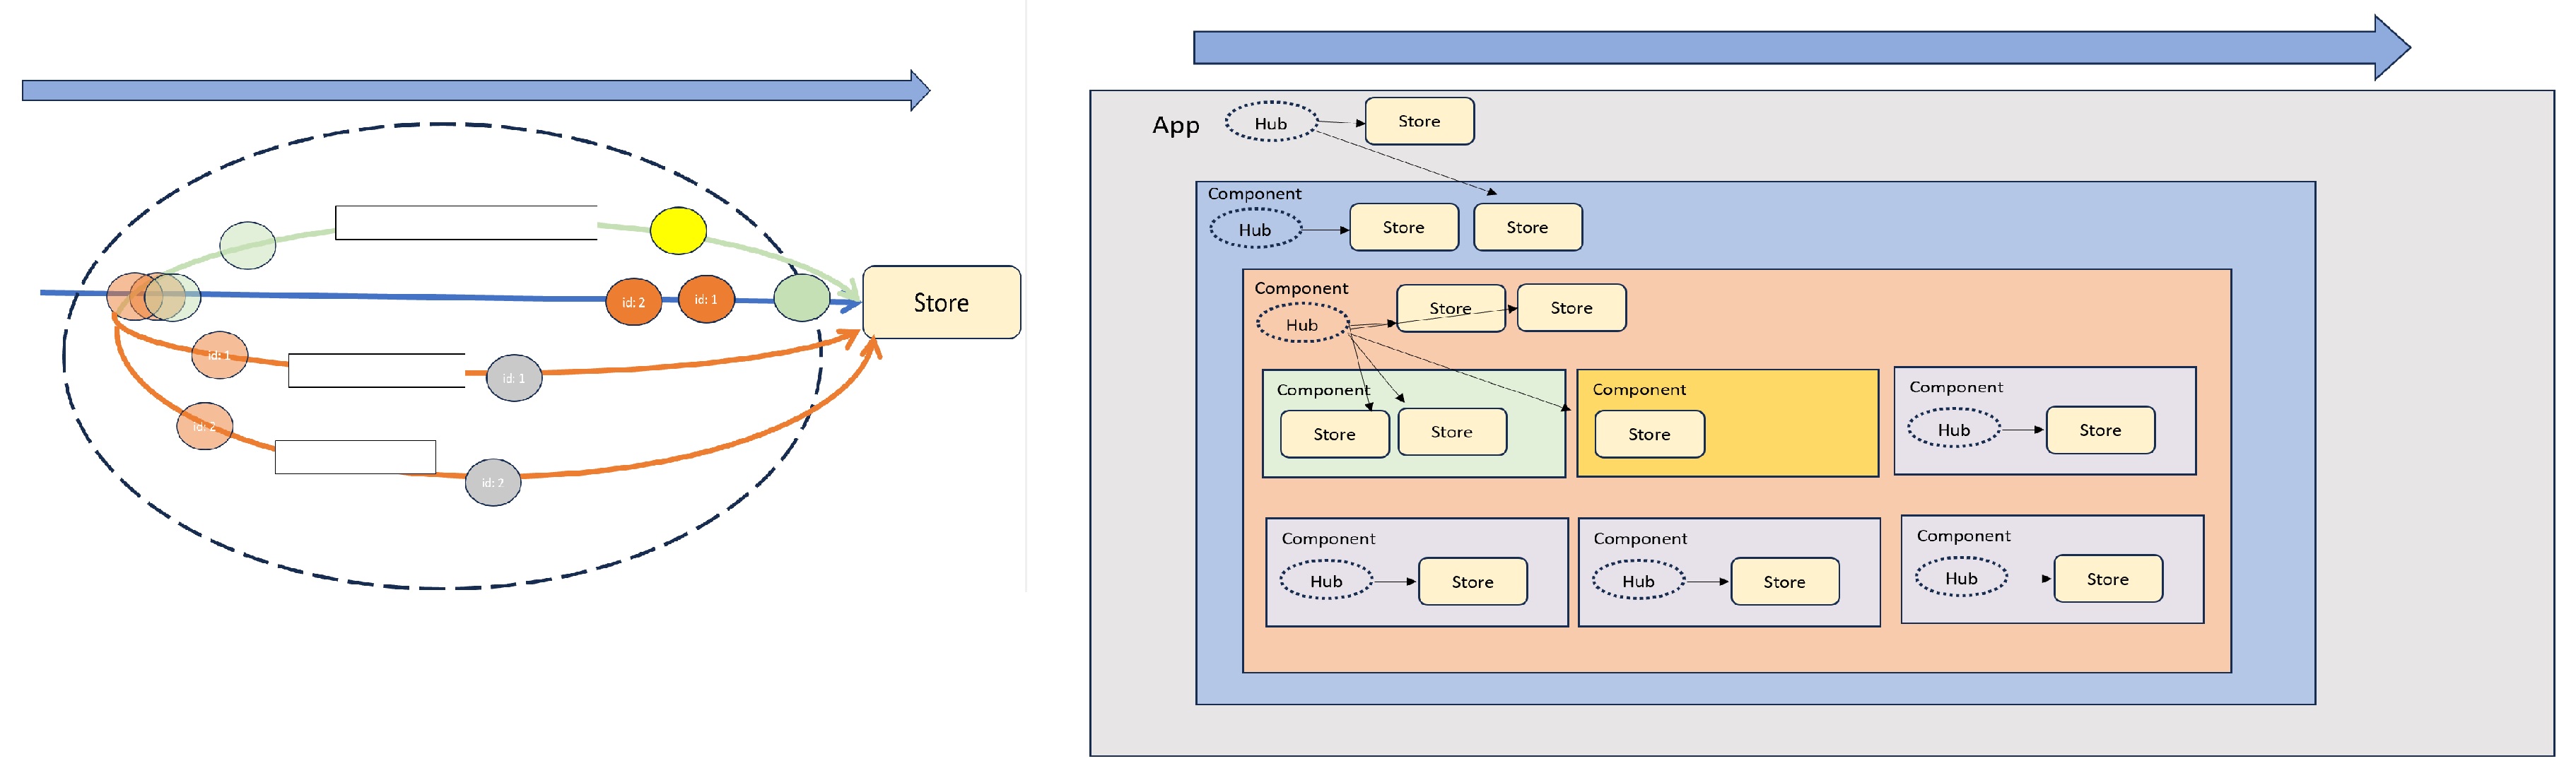 id: 2
id: 1
Store
id: 1
id: 1
id: 2
id: 2
App
Hub
Store
Component
Hub
Store
Store
Component
Hub
Store
Store
Component
Store
Store
Component
Store
Component
Hub
Store
Component
Hub
Store
Component
Hub
Store
Component
Hub
Store